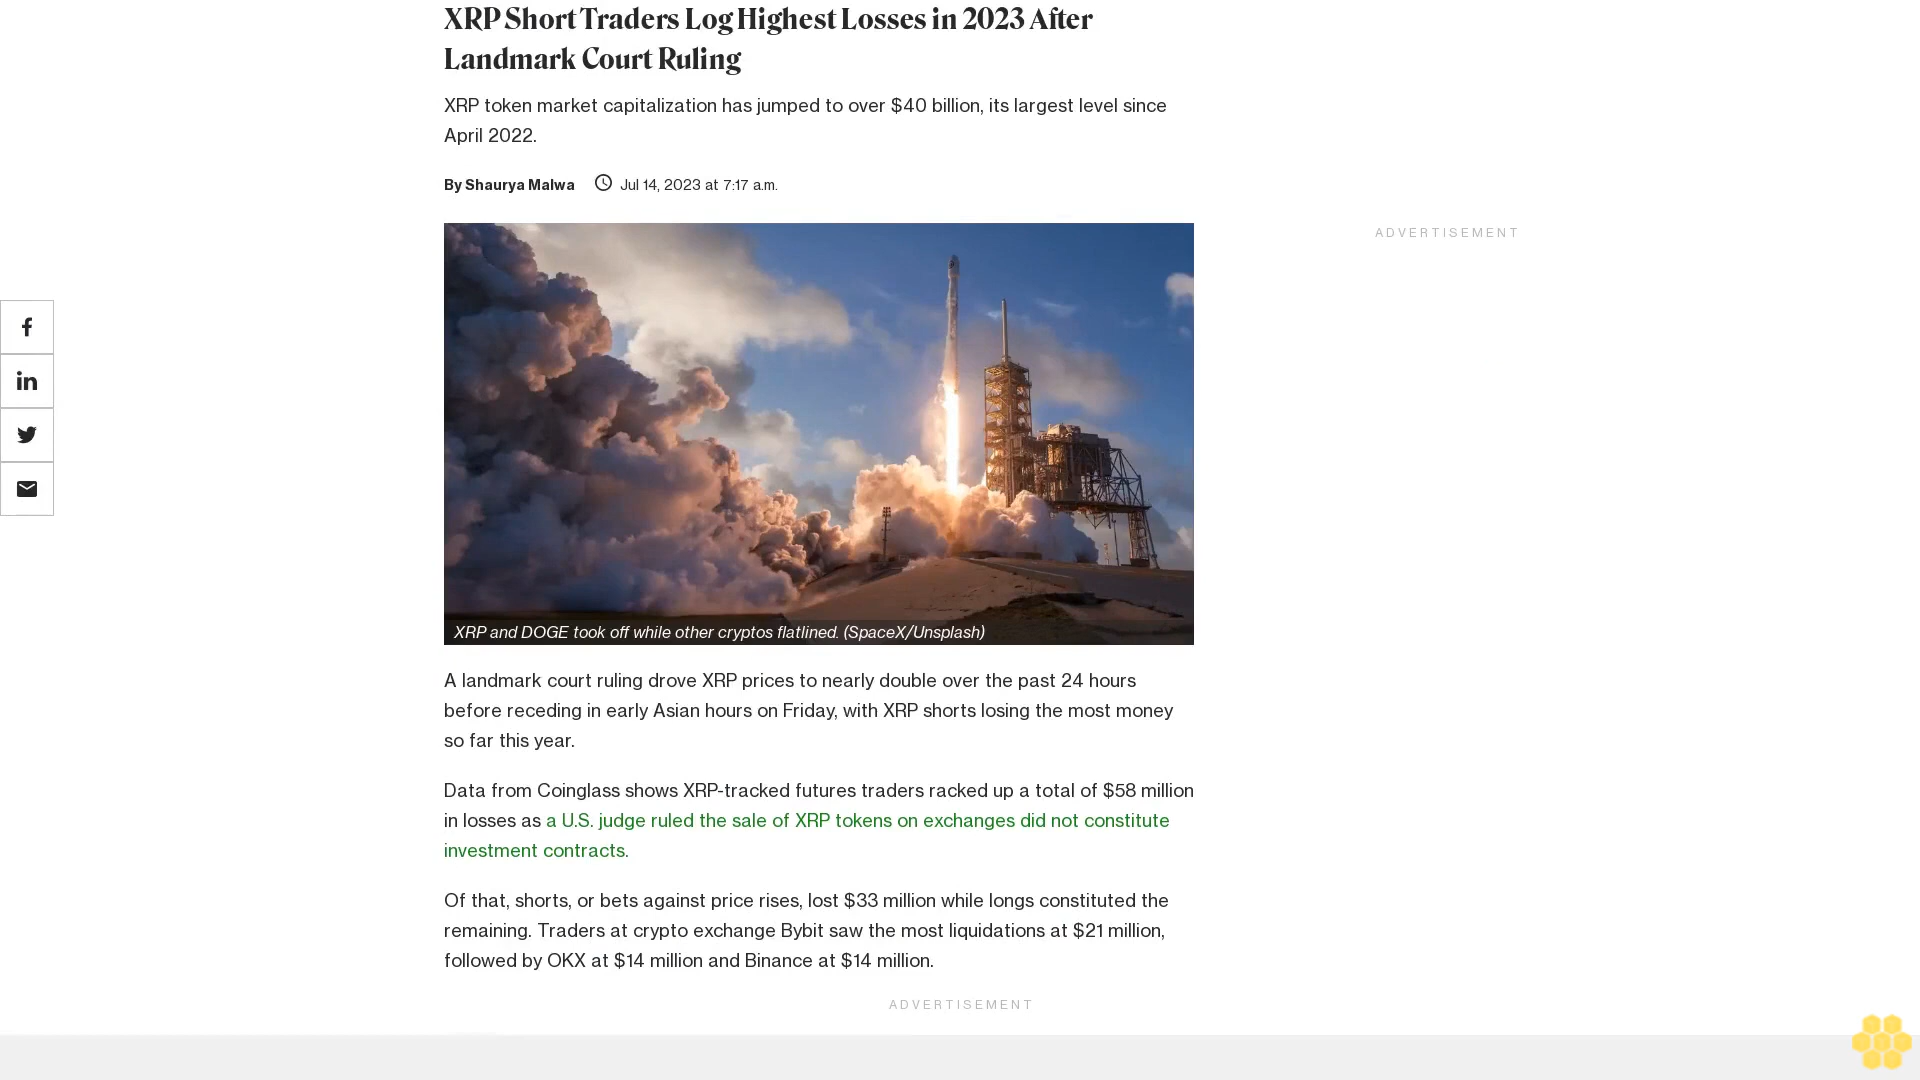 XRP Short Traders Log Highest Losses in 2023 After
Landmark Court Ruling
XRP token market capitalization has jumped to over $40 billion, its largest level since
April 2022.
By Shaurya Malwa Jul 14, 2023 at 7:17 a.m.
ADVERTISEMENT
XRP and DOGE took off while other cryptos flatlined. (SpaceX/Unsplash)
A landmark court ruling drove XRP prices to nearly double over the past 24 hours
before receding in early Asian hours on Friday, with XRP shorts losing the most money
so far this year.
Data from Coinglass shows XRP-tracked futures traders racked up a total of $58 million
in losses as a U.S. judge ruled the sale of XRP tokens on exchanges did not constitute
investment contracts.
Of that, shorts, or bets against price rises, lost $33 million while longs constituted the
remaining. Traders at crypto exchange Bybit saw the most liquidations at $21 million,
followed by OKX at $14 million and Binance at $14 million.
ADVERTISEMENT